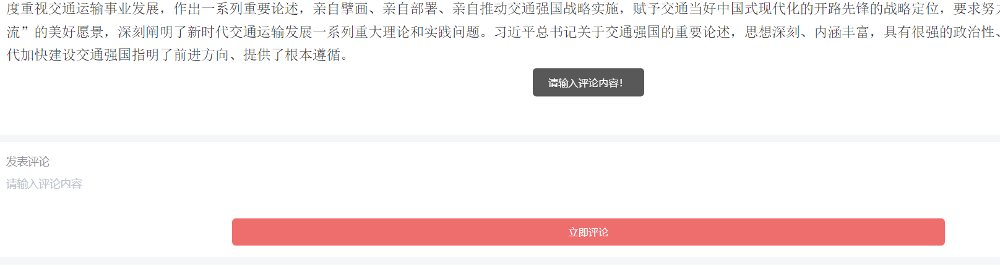 度重视交通运输事业发展，作出一系列重要论述，亲自擘画、亲自部署、亲自推动交通强国战略实施，赋予交通当好中国式现代化的开路先锋的战略定位，要求努力
流”的美好愿景，深刻阐明了新时代交通运输发展一系列重大理论和实践问题。习近平总书记关于交通强国的重要论述，思想深刻、内涵丰富，具有很强的政治性、
代加快建设交通强国指明了前进方向、提供了根本遵循。
请输入评论内容！
发表评论
请输入评论内容
立即评论